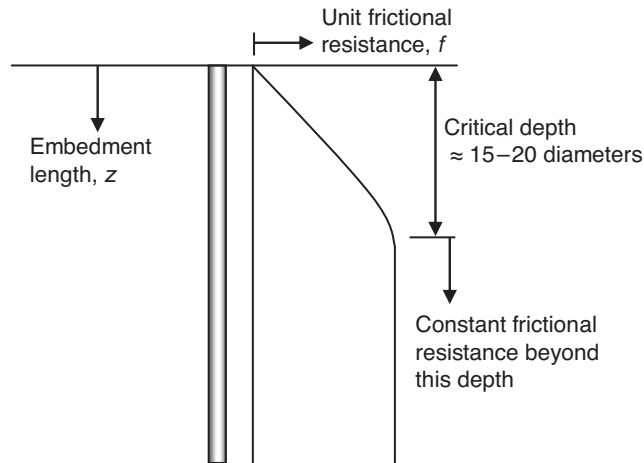 Unit frictional
resistance, f
Embedment
length, z
Critical depth
≈ 15–20 diameters
Constant frictional
resistance beyond
this depth